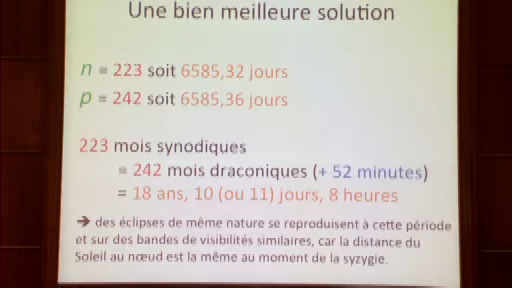 Une bien meilleure solution
n = 223 soit 6585,32 jours
p = 242 soit 6585,36 jours
223 mois synodiques
= 242 mois draconiques (+ 52 minutes)
= 18 ans, 10 (ou 11) jours, 8 heures
➔ des éclipses de même nature se reproduisent à cette période
et sur des bandes de visibilités similaires, car la distance du
Soleil au nœud est la même au moment de la syzygie.